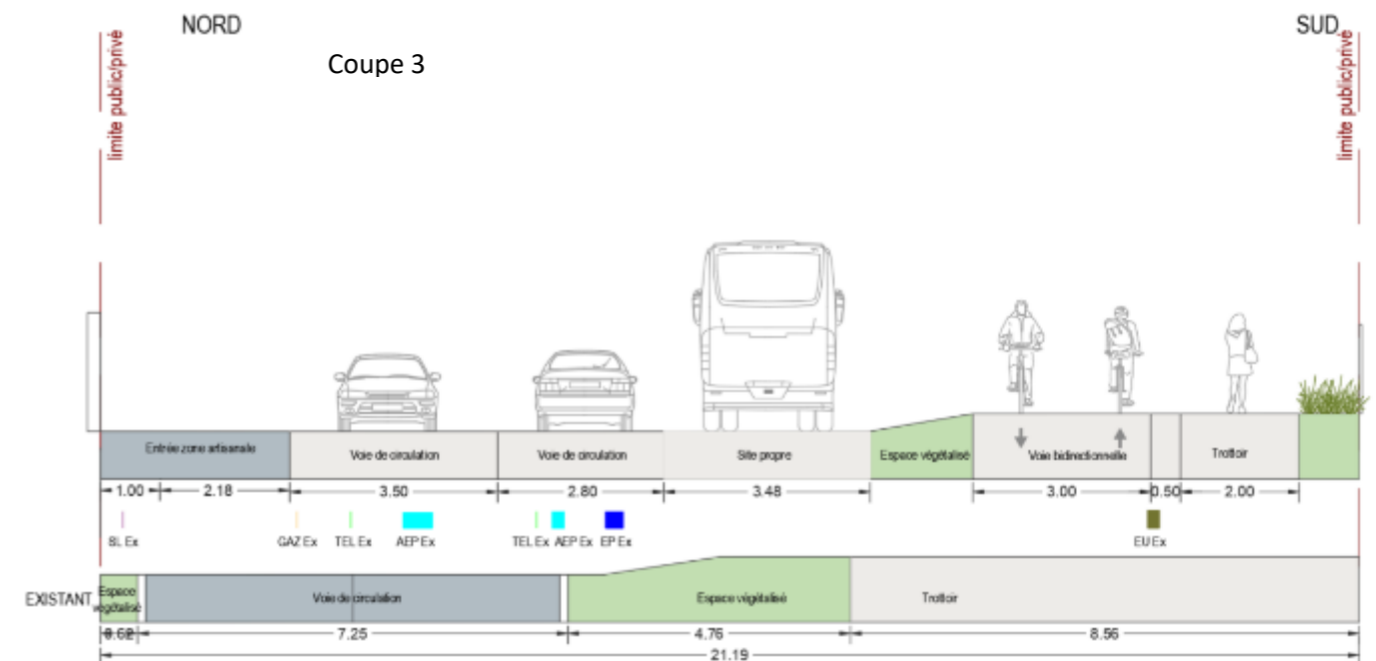 NORD
SUD
Coupe 3
limite public/privé
limite public/privé
Entrée zone artisanale
Voie de circulation
Voie de circulation
Site propre
Espace végétalisé
Voie bidirectionnelle
Trottoir
1.00
2.18
3.50
2.80
3.48
3.00
0.50
2.00
SL Ex
GAZ Ex
TEL Ex
AEP Ex
TEL Ex
AEP Ex
EP Ex
EU Ex
EXISTANT
Espace
végétalisé
Voie de circulation
Espace végétalisé
Trottoir
7.25
4.76
8.56
21.19